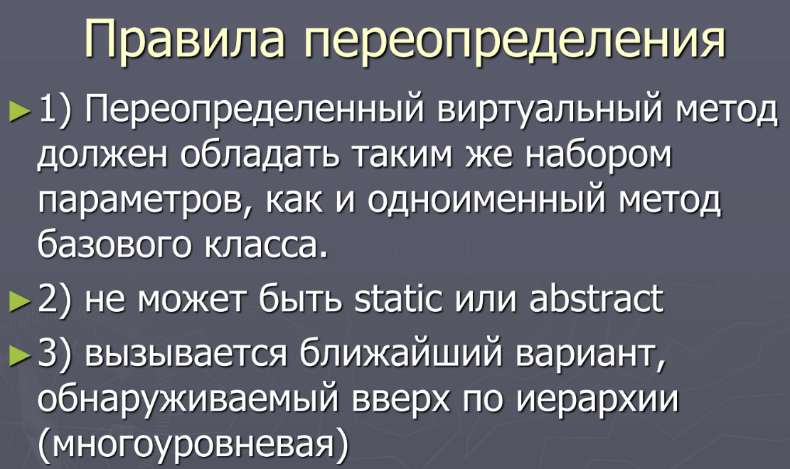 Правила переопределения
►1) Переопределенный виртуальный метод
должен обладать таким же набором
параметров, как и одноименный метод
базового класса.
►2) не может быть static или abstract
►3) вызывается ближайший вариант,
обнаруживаемый вверх по иерархии
(многоуровневая)